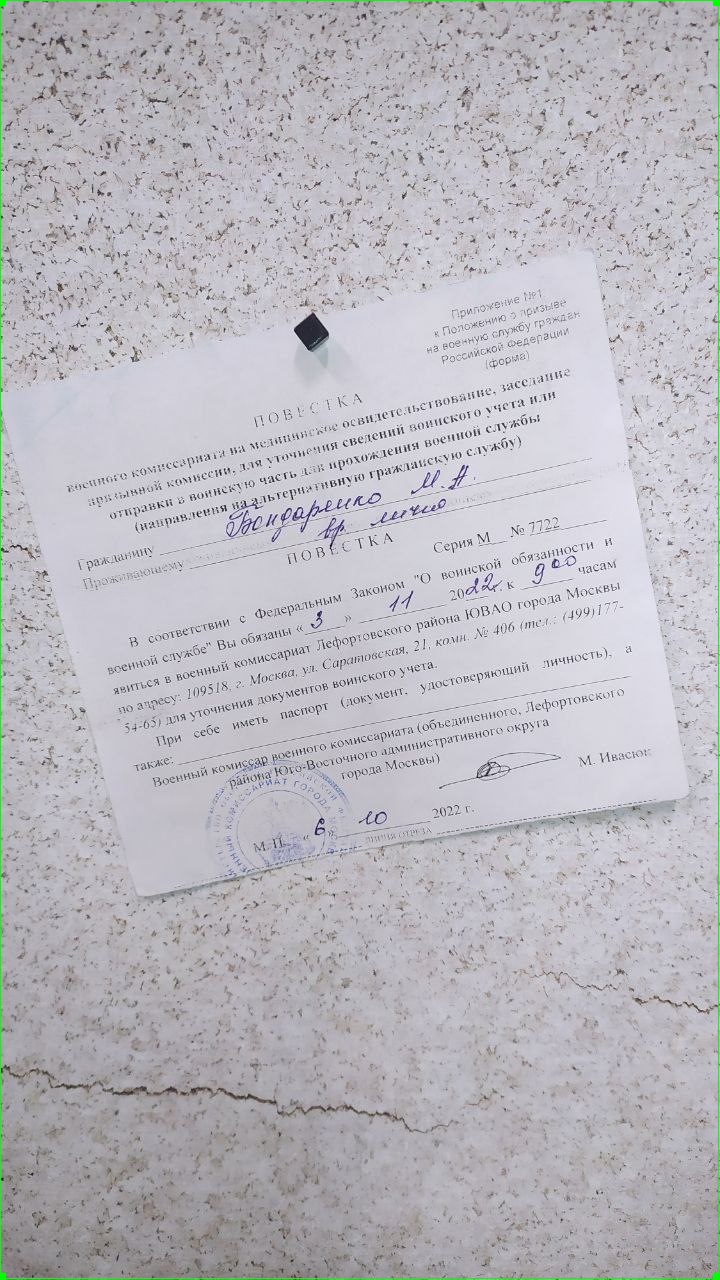 Приложение №1
к Положению о призыве
на военную службу граждан
Российской Федерации
(форма)
ПОВЕСТКА
военного комиссариата на медицинское освидетельствование, заседание
призывной комиссии, для уточнения сведений воинского учета или
отправки в воинскую часть для прохождения военной службы
(направления на альтернативную гражданскую службу)
Гражданину Бондаренко М. А.
Проживающему вр. лично
ПОВЕСТКА
Серия М № 7722
В соответствии с Федеральным Законом "О воинской обязанности и
военной службе" Вы обязаны «3» 11 2022г. к 9 00 часам
явиться в военный комиссариат Лефортовского района ЮВАО города Москвы
по адресу: 109518, г. Москва, ул. Саратовская, 21, комн. № 406 (тел.: (499)177-
54-65) для уточнения документов воинского учета.
При себе иметь паспорт (документ, удостоверяющий личность), а
также:
Военный комиссар военного комиссариата (объединенного, Лефортовского
района Юго-Восточного административного округа
города Москвы)
М. Ивасюк
М. П. «6» 10 2022 г.
ЛИНИЯ ОТРЕЗА
КОМИССАРИАТ ГОРОДА